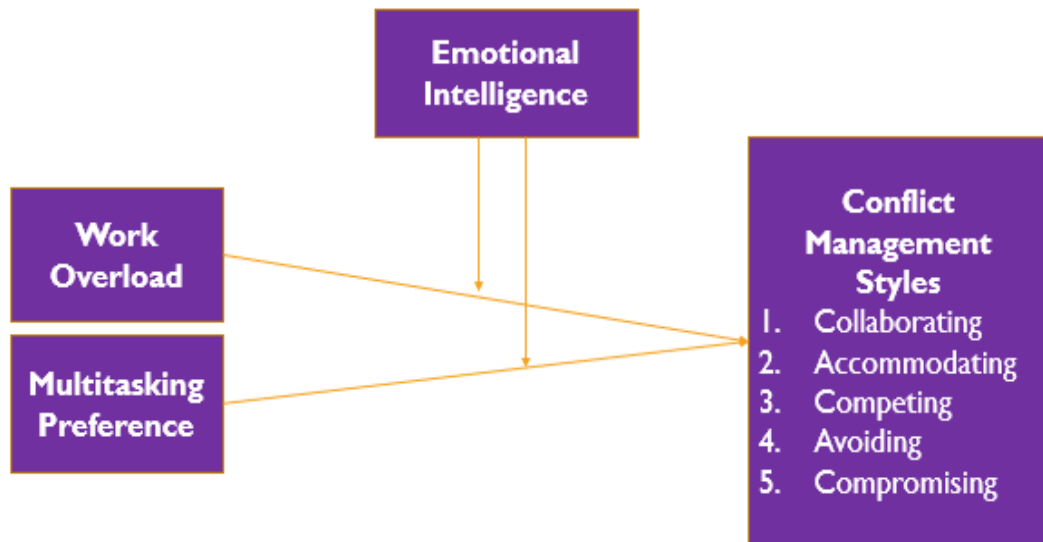 Emotional
Intelligence
Work
Overload
Multitasking
Preference
Conflict
Management
Styles
1. Collaborating
2. Accommodating
3. Competing
4. Avoiding
5. Compromising